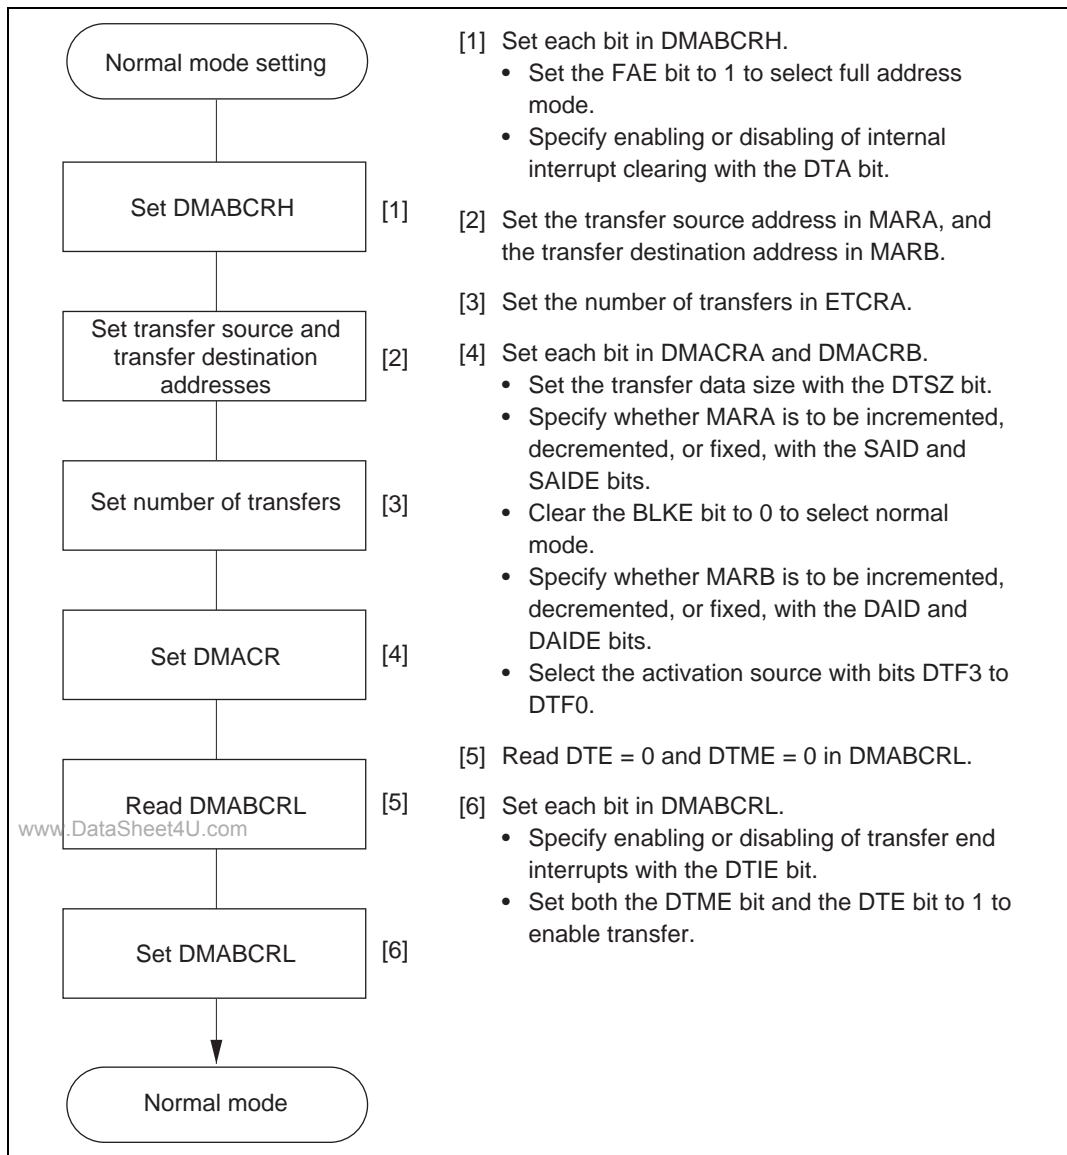 Normal mode setting
Set DMABCRH
[1]
Set transfer source and
transfer destination
addresses
[2]
Set number of transfers
[3]
Set DMACR
[4]
Read DMABCRL
[5]
www.DataSheet4U.com
Set DMABCRL
[6]
Normal mode
[1] Set each bit in DMABCRH.
• Set the FAE bit to 1 to select full address
mode.
• Specify enabling or disabling of internal
interrupt clearing with the DTA bit.
[2] Set the transfer source address in MARA, and
the transfer destination address in MARB.
[3] Set the number of transfers in ETCRA.
[4] Set each bit in DMACRA and DMACRB.
• Set the transfer data size with the DTSZ bit.
• Specify whether MARA is to be incremented,
decremented, or fixed, with the SAID and
SAIDE bits.
• Clear the BLKE bit to 0 to select normal
mode.
• Specify whether MARB is to be incremented,
decremented, or fixed, with the DAID and
DAIDE bits.
• Select the activation source with bits DTF3 to
DTF0.
[5] Read DTE = 0 and DTME = 0 in DMABCRL.
[6] Set each bit in DMABCRL.
• Specify enabling or disabling of transfer end
interrupts with the DTIE bit.
• Set both the DTME bit and the DTE bit to 1 to
enable transfer.